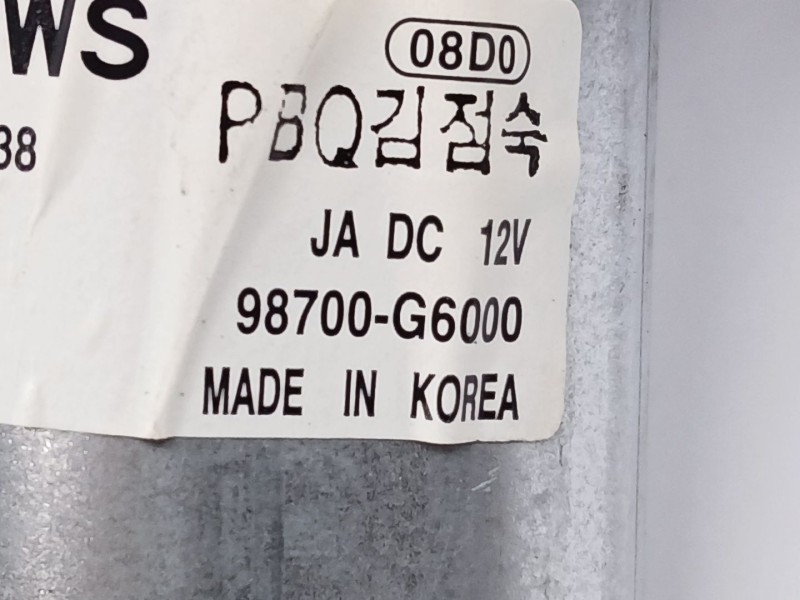 WS
08D0
PBQ김점숙
38
JA DC 12V
98700-G6000
MADE IN KOREA